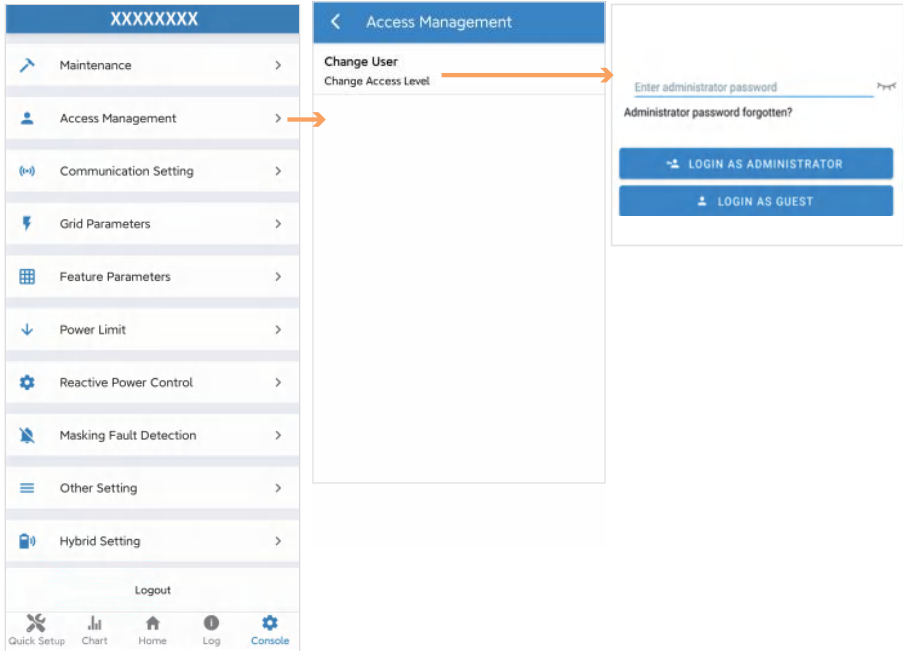 XXXXXXXX
Maintenance
Access Management
Communication Setting
Grid Parameters
Feature Parameters
Power Limit
Reactive Power Control
Masking Fault Detection
Other Setting
Hybrid Setting
Logout
Quick Setup
Chart
Home
Log
Console
Access Management
Change User
Change Access Level
Enter administrator password
Administrator password forgotten?
LOGIN AS ADMINISTRATOR
LOGIN AS GUEST